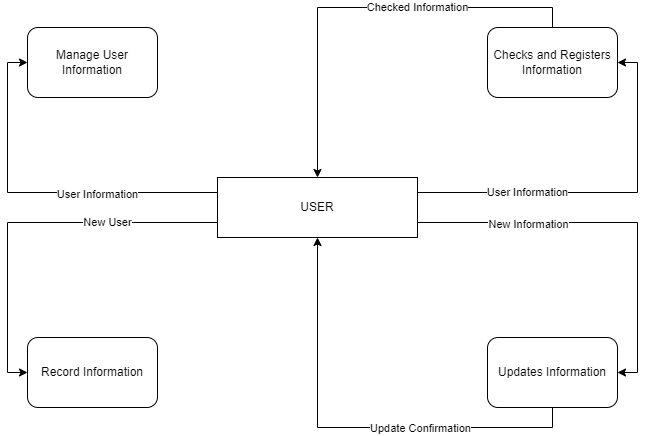 Checked Information
Manage User
Information
Checks and Registers
Information
User Information
User Information
USER
New User
New Information
Record Information
Updates Information
Update Confirmation